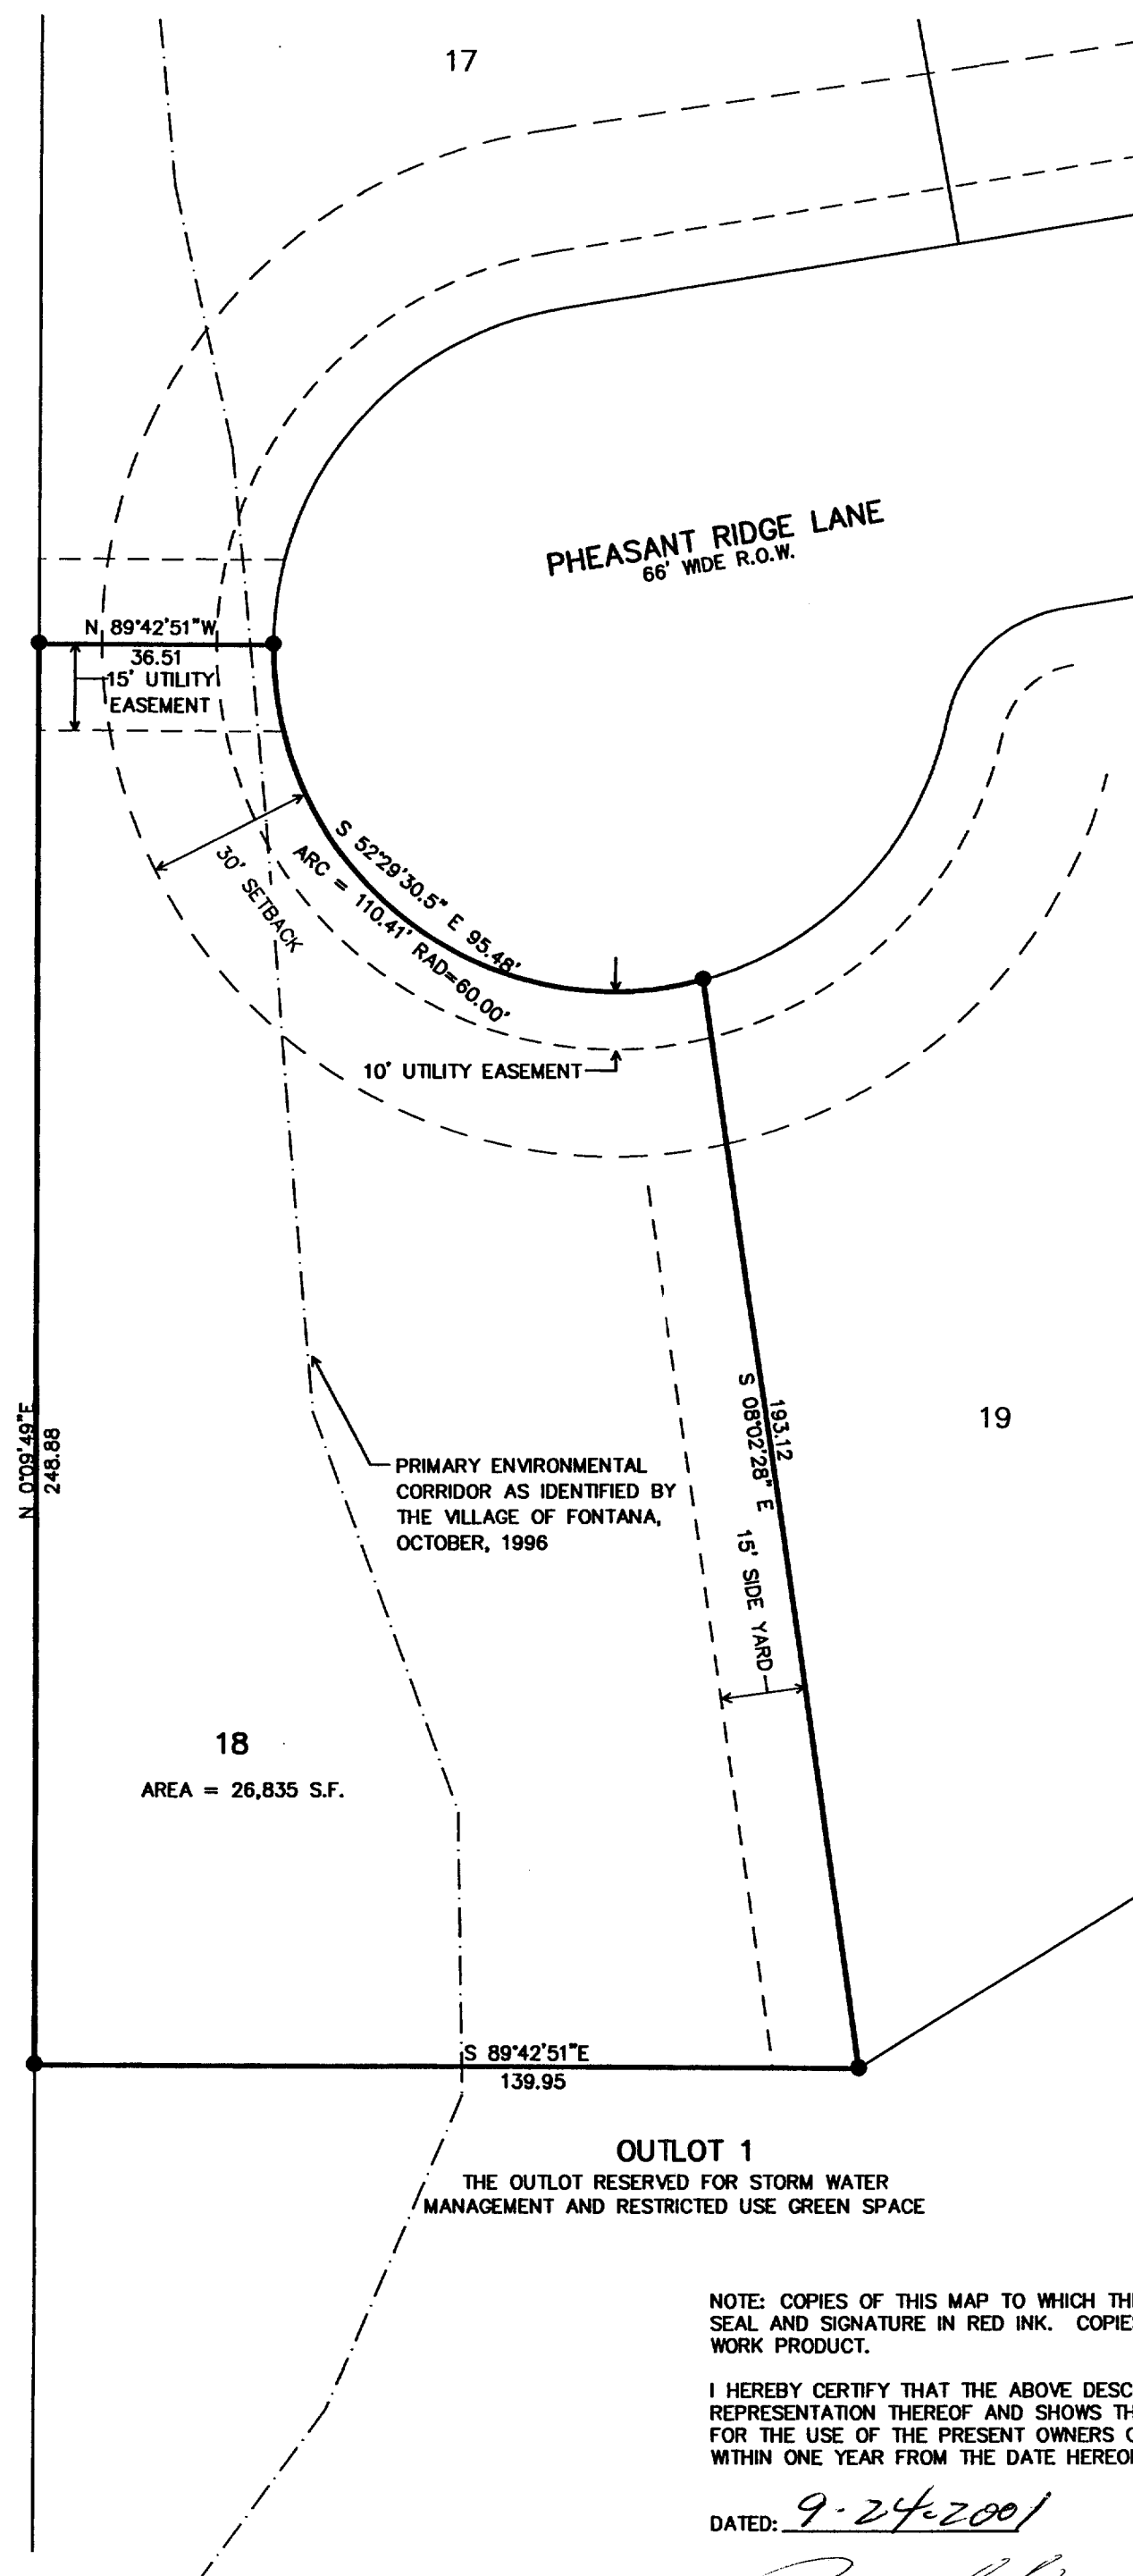 17
PHEASANT RIDGE LANE
66' WIDE R.O.W.
N 89°42'51"W
36.51
15' UTILITY
EASEMENT
30' SETBACK
S 52°29'30.5" E 95.48'
ARC = 110.41' RAD=60.00'
10' UTILITY EASEMENT
193.12
S 08°02'28" E
15' SIDE YARD
19
N 0°09'49"E
248.88
PRIMARY ENVIRONMENTAL
CORRIDOR AS IDENTIFIED BY
THE VILLAGE OF FONTANA,
OCTOBER, 1996
18
AREA = 26,835 S.F.
S 89°42'51"E
139.95
OUTLOT 1
THE OUTLOT RESERVED FOR STORM WATER
MANAGEMENT AND RESTRICTED USE GREEN SPACE
NOTE: COPIES OF THIS MAP TO WHICH TH
SEAL AND SIGNATURE IN RED INK. COPIE
WORK PRODUCT.
I HEREBY CERTIFY THAT THE ABOVE DESC
REPRESENTATION THEREOF AND SHOWS TH
FOR THE USE OF THE PRESENT OWNERS
WITHIN ONE YEAR FROM THE DATE HEREO
DATED: 9-24-2001